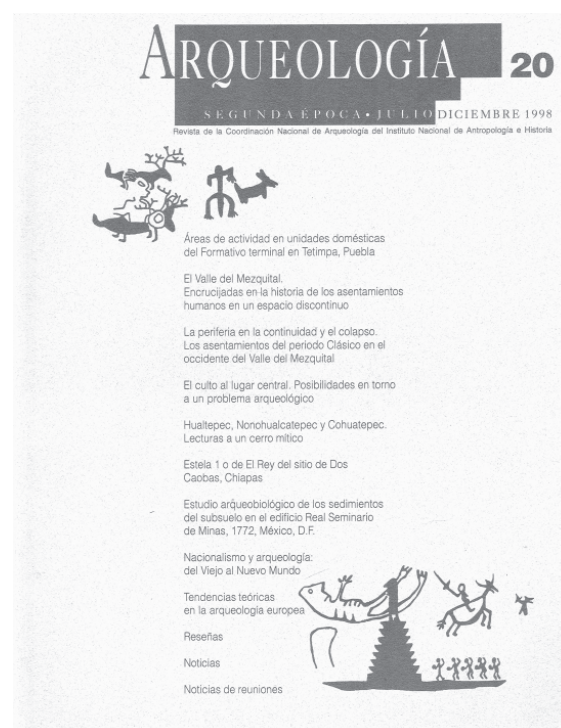 ARQUEOLOGÍA 20
SEGUNDA ÉPOCA • JULIO DICIEMBRE 1998
Revista de la Coordinación Nacional de Arqueología del Instituto Nacional de Antropología e Historia
Áreas de actividad en unidades domésticas
del Formativo terminal en Tetimpa, Puebla
El Valle del Mezquital.
Encrucijadas en la historia de los asentamientos
humanos en un espacio discontinuo
La periferia en la continuidad y el colapso.
Los asentamientos del periodo Clásico en el
occidente del Valle del Mezquital
El culto al lugar central. Posibilidades en torno
a un problema arqueológico
Hualtepec, Nonohualcatepec y Cohuatepec.
Lecturas a un cerro mítico
Estela 1 o de El Rey del sitio de Dos
Caobas, Chiapas
Estudio arqueobiológico de los sedimentos
del subsuelo en el edificio Real Seminario
de Minas, 1772, México, D.F.
Nacionalismo y arqueología:
del Viejo al Nuevo Mundo
Tendencias teóricas
en la arqueología europea
Reseñas
Noticias
Noticias de reuniones